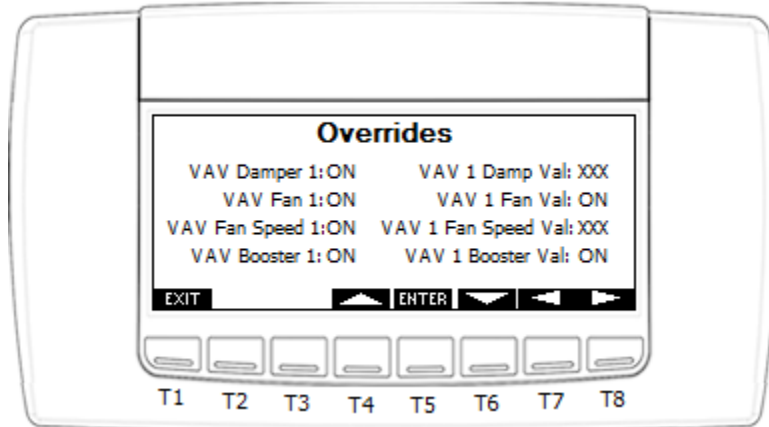 Overrides
VAV Damper 1: ON VAV 1 Damp Val: XXX
VAV Fan 1: ON VAV 1 Fan Val: ON
VAV Fan Speed 1: ON VAV 1 Fan Speed Val: XXX
VAV Booster 1: ON VAV 1 Booster Val: ON
EXIT ENTER
T1 T2 T3 T4 T5 T6 T7 T8